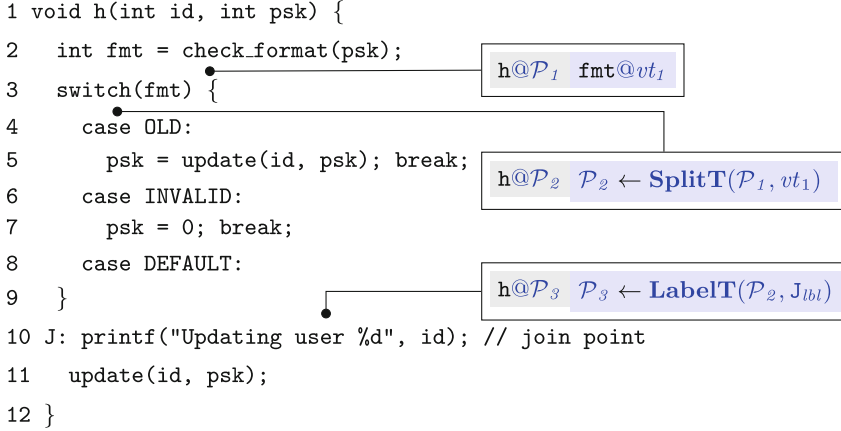 1 void h(int id, int psk) {
2 int fmt = check_format(psk);
h@𝒫₁ fmt@vt₁
3 switch(fmt) {
4 case OLD:
5 psk = update(id, psk); break;
h@𝒫₂ 𝒫₂ ← SplitT(𝒫₁, vt₁)
6 case INVALID:
7 psk = 0; break;
8 case DEFAULT:
h@𝒫₃ 𝒫₃ ← LabelT(𝒫₂, J_lbl)
9 }
10 J: printf("Updating user %d", id); // join point
11 update(id, psk);
12 }